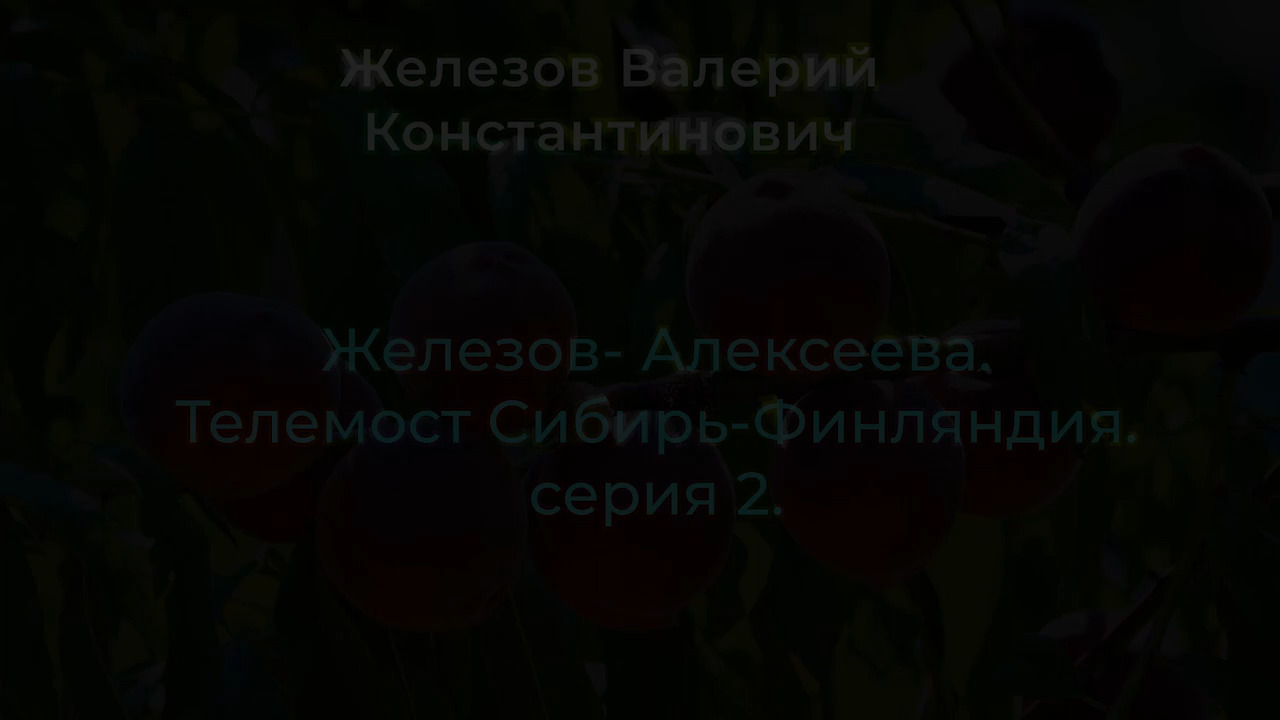 Железов Валерий
Константинович
Железов- Алексеева.
Телемост Сибирь-Финляндия.
серия 2.